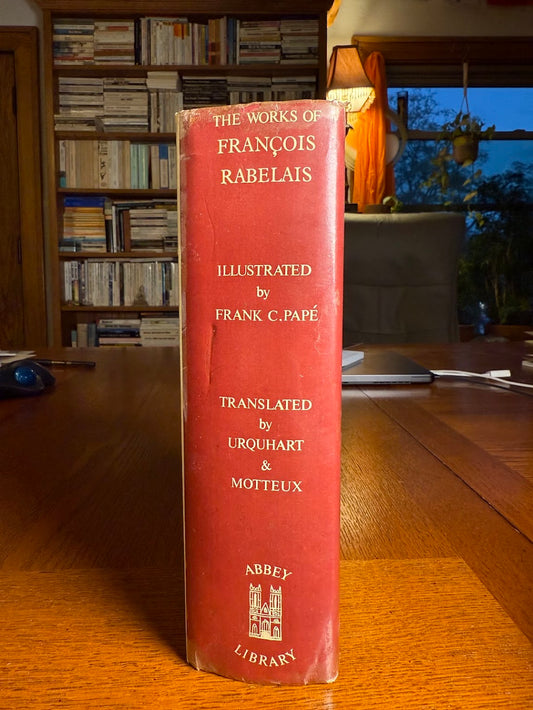 THE WORKS OF
FRANÇOIS
RABELAIS
ILLUSTRATED
by
FRANK C. PAPÉ
TRANSLATED
by
URQUHART
&
MOTTEUX
ABBEY
LIBRARY